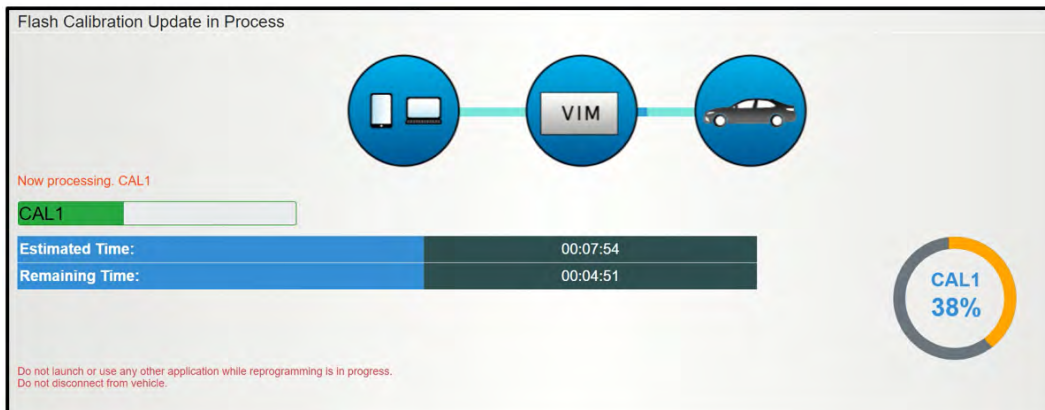 Flash Calibration Update in Process
VIM
Now processing. CAL1
CAL1
Estimated Time: 00:07:54
Remaining Time: 00:04:51
CAL1
38%
Do not launch or use any other application while reprogramming is in progress.
Do not disconnect from vehicle.